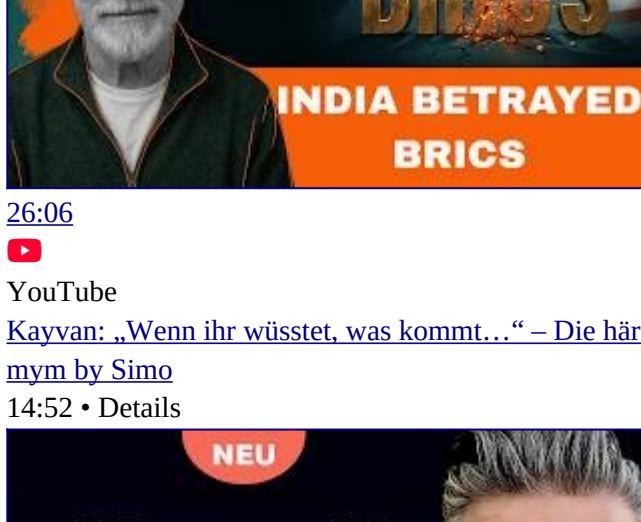 BRICS
INDIA BETRAYED
BRICS
26:06
YouTube
Kayvan: „Wenn ihr wüsstet, was kommt…“ – Die här
mym by Simo
14:52 • Details
NEU